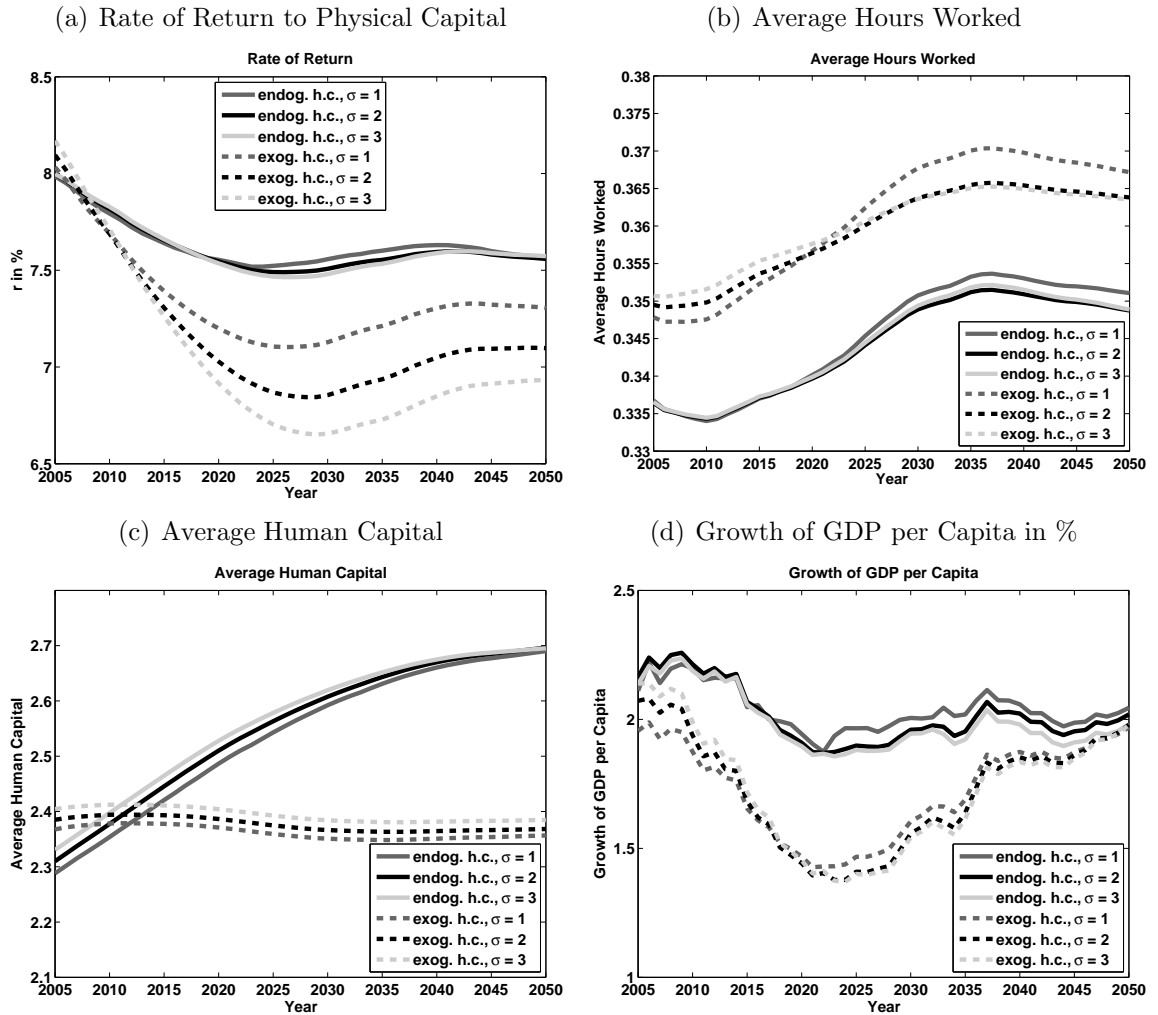 (a) Rate of Return to Physical Capital
Rate of Return
8.5
8
7.5
7
6.5
r in %
2005 2010 2015 2020 2025 2030 2035 2040 2045 2050
Year
endog. h.c., σ = 1
endog. h.c., σ = 2
endog. h.c., σ = 3
exog. h.c., σ = 1
exog. h.c., σ = 2
exog. h.c., σ = 3
(b) Average Hours Worked
Average Hours Worked
0.38
0.375
0.37
0.365
0.36
0.355
0.35
0.345
0.34
0.335
0.33
Average Hours Worked
2005 2010 2015 2020 2025 2030 2035 2040 2045 2050
Year
endog. h.c., σ = 1
endog. h.c., σ = 2
endog. h.c., σ = 3
exog. h.c., σ = 1
exog. h.c., σ = 2
exog. h.c., σ = 3
(c) Average Human Capital
Average Human Capital
2.7
2.6
2.5
2.4
2.3
2.2
2.1
Average Human Capital
2005 2010 2015 2020 2025 2030 2035 2040 2045 2050
Year
endog. h.c., σ = 1
endog. h.c., σ = 2
endog. h.c., σ = 3
exog. h.c., σ = 1
exog. h.c., σ = 2
exog. h.c., σ = 3
(d) Growth of GDP per Capita in %
Growth of GDP per Capita
2.5
2
1.5
1
Growth of GDP per Capita
2005 2010 2015 2020 2025 2030 2035 2040 2045 2050
Year
endog. h.c., σ = 1
endog. h.c., σ = 2
endog. h.c., σ = 3
exog. h.c., σ = 1
exog. h.c., σ = 2
exog. h.c., σ = 3